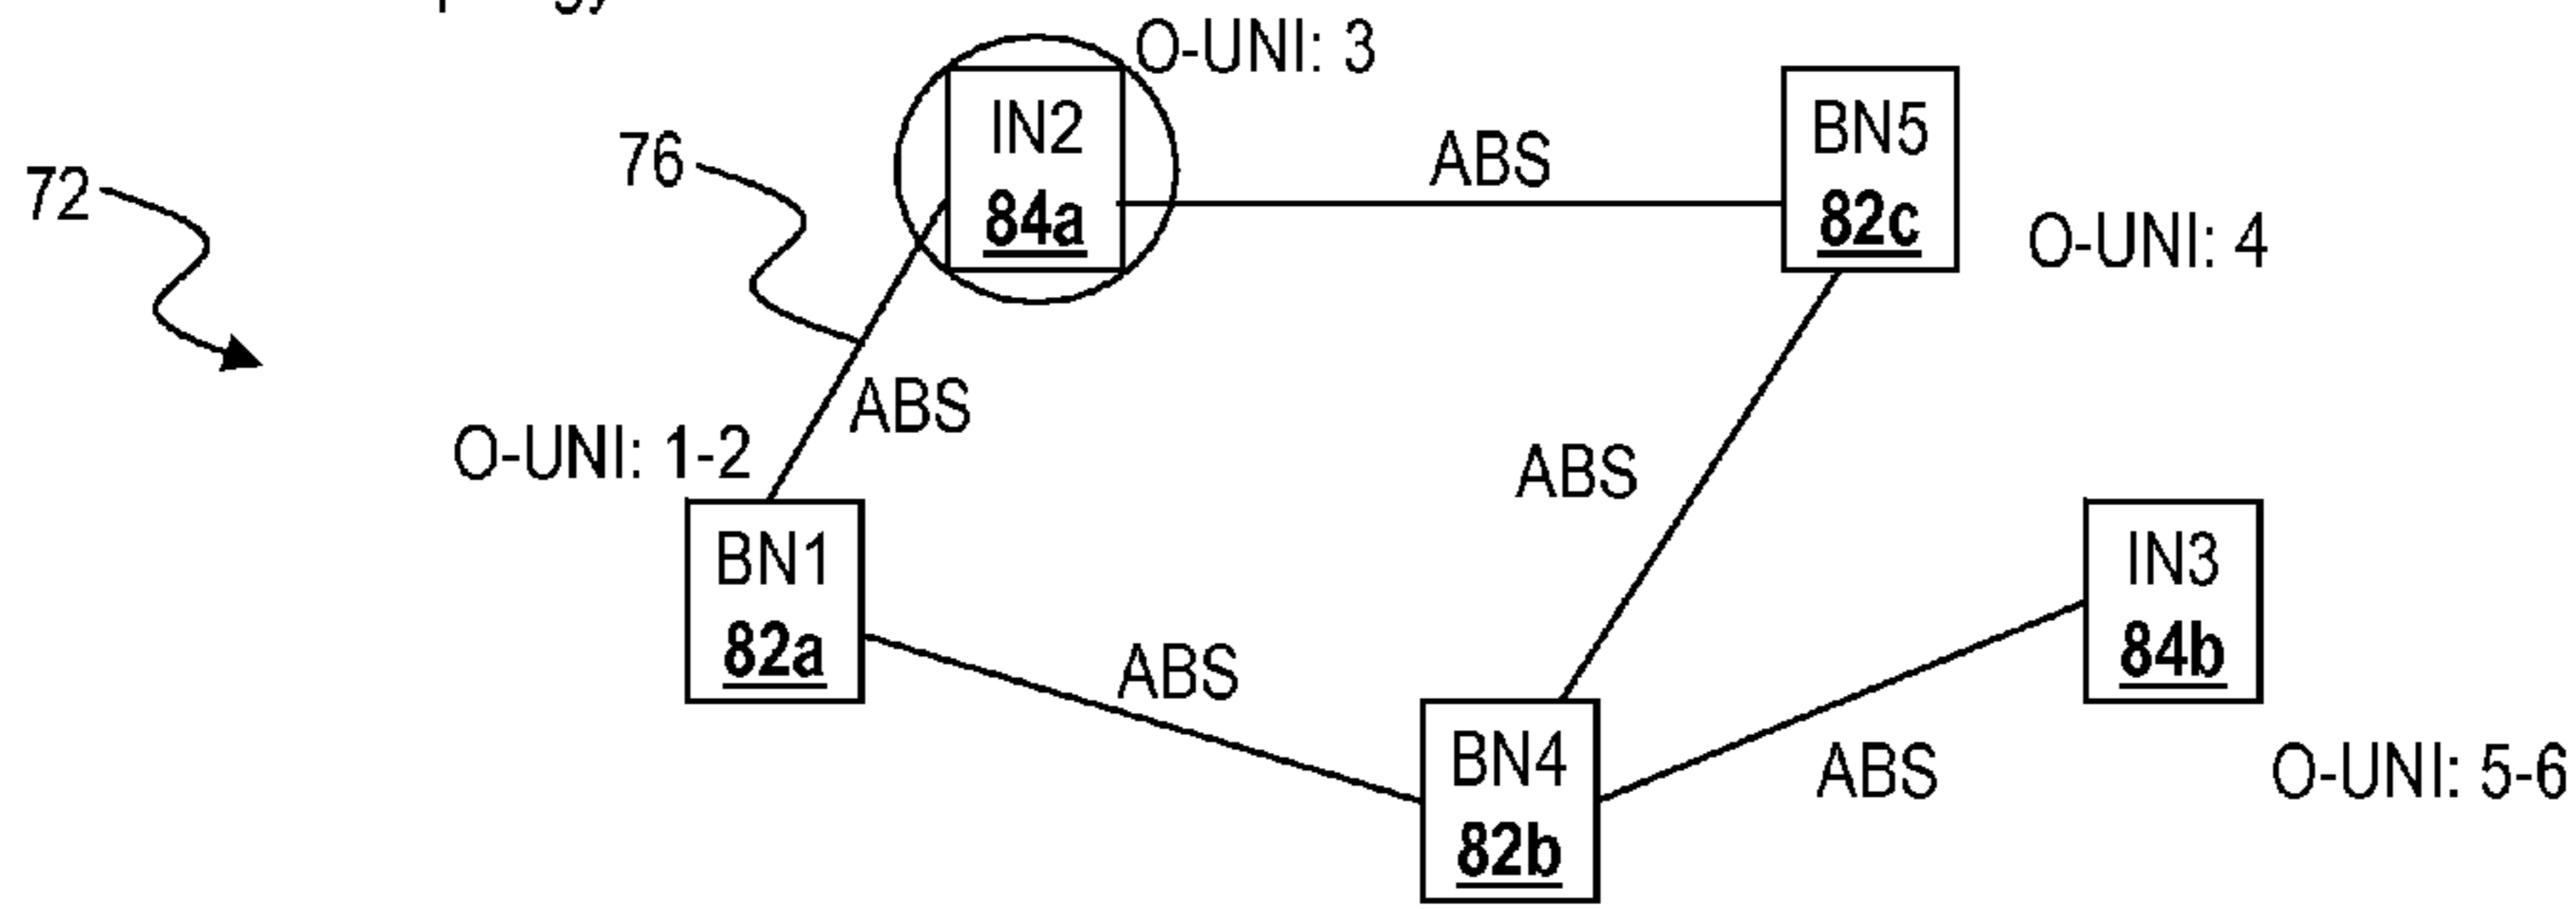 O-UNI: 3
IN2
84a
BN5
82c
ABS
76
72
O-UNI: 4
ABS
O-UNI: 1-2
ABS
BN1
82a
IN3
84b
ABS
BN4
82b
ABS
O-UNI: 5-6